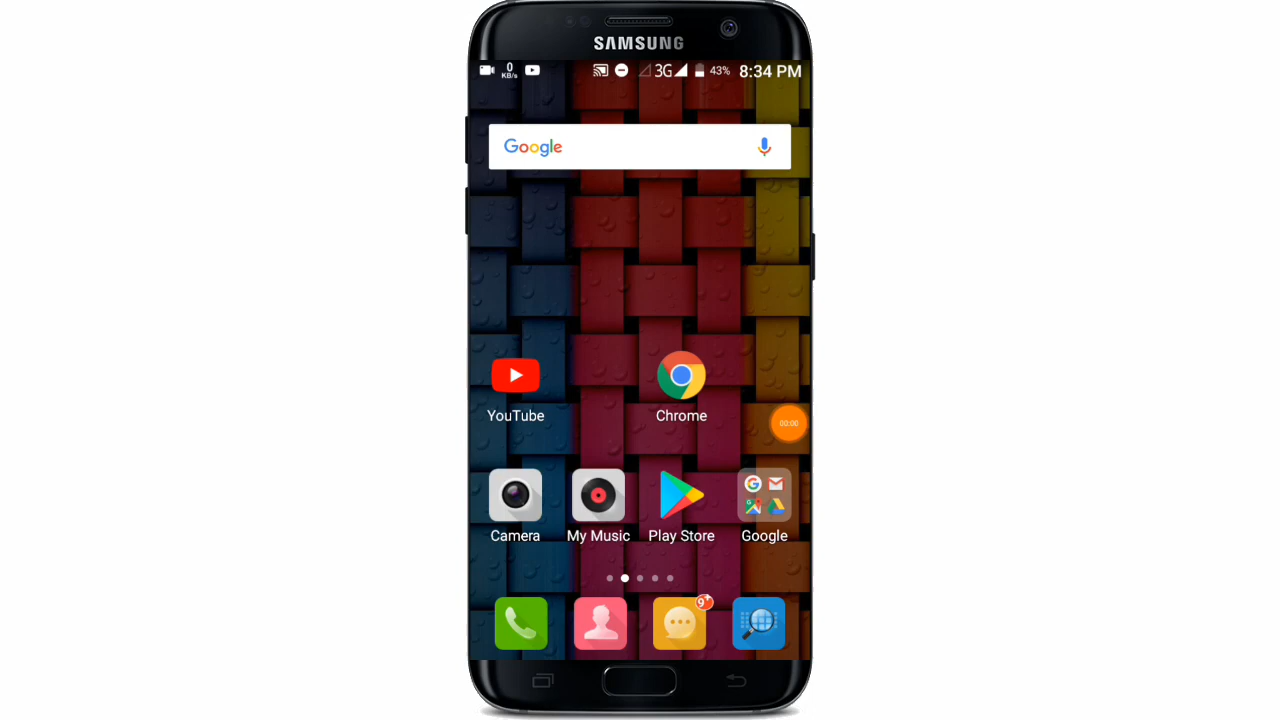 SAMSUNG
0 KB/s 3G 43% 8:34 PM
Google
YouTube Chrome
00:00
Camera My Music Play Store Google
9+